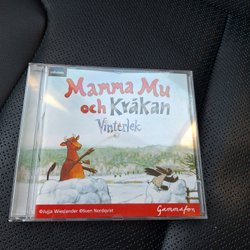 Mamma Mu
och Kråkan
Vinterlek
©Jujja Wieslander ©Sven Nordqvist
Gammafon